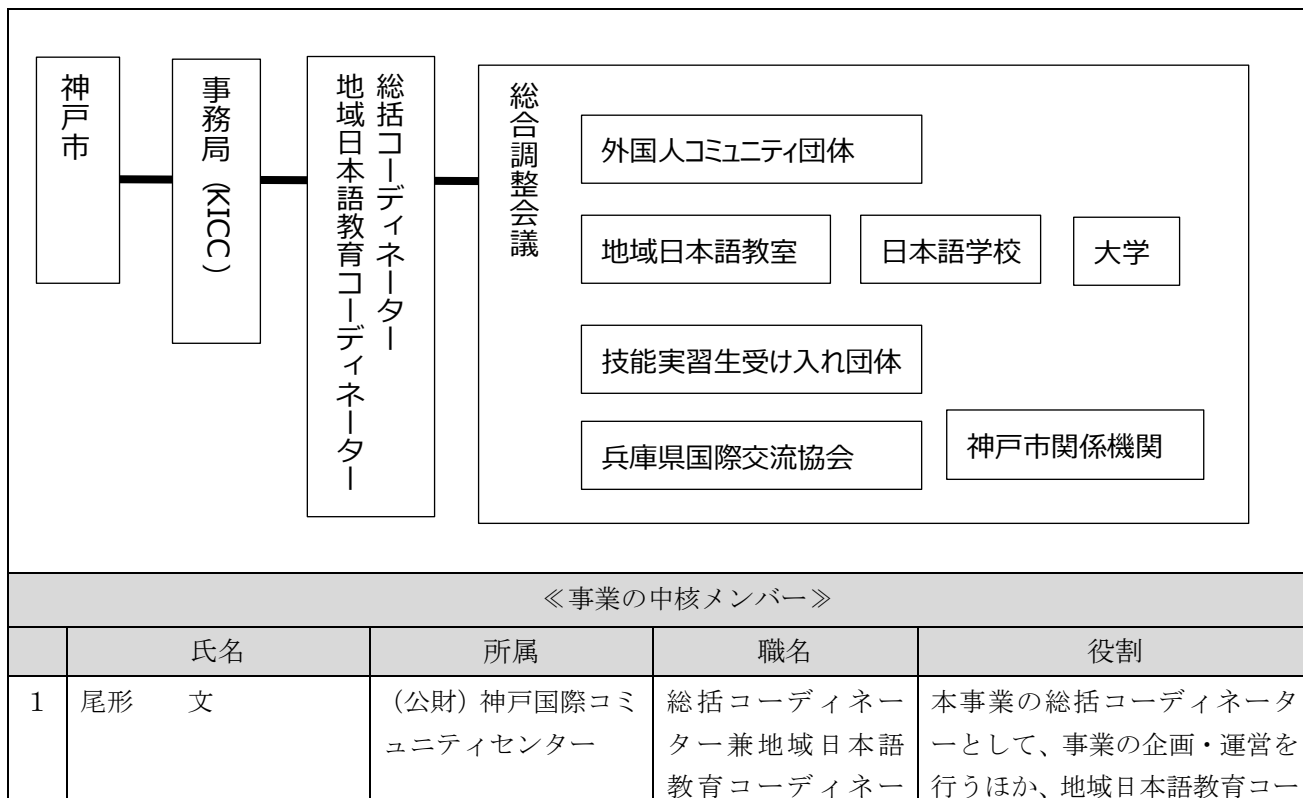 神戸市
事務局（KICC）
総括コーディネーター
地域日本語教育コーディネーター
総合調整会議
外国人コミュニティ団体
地域日本語教室
日本語学校
大学
技能実習生受け入れ団体
兵庫県国際交流協会
神戸市関係機関
≪事業の中核メンバー≫
氏名 所属 職名 役割
1 尾形 文 （公財）神戸国際コミ 総括コーディネー 本事業の総括コーディネータ
ュニティセンター ター兼地域日本語 ーとして、事業の企画・運営を
教育コーディネー 行うほか、地域日本語教育コー